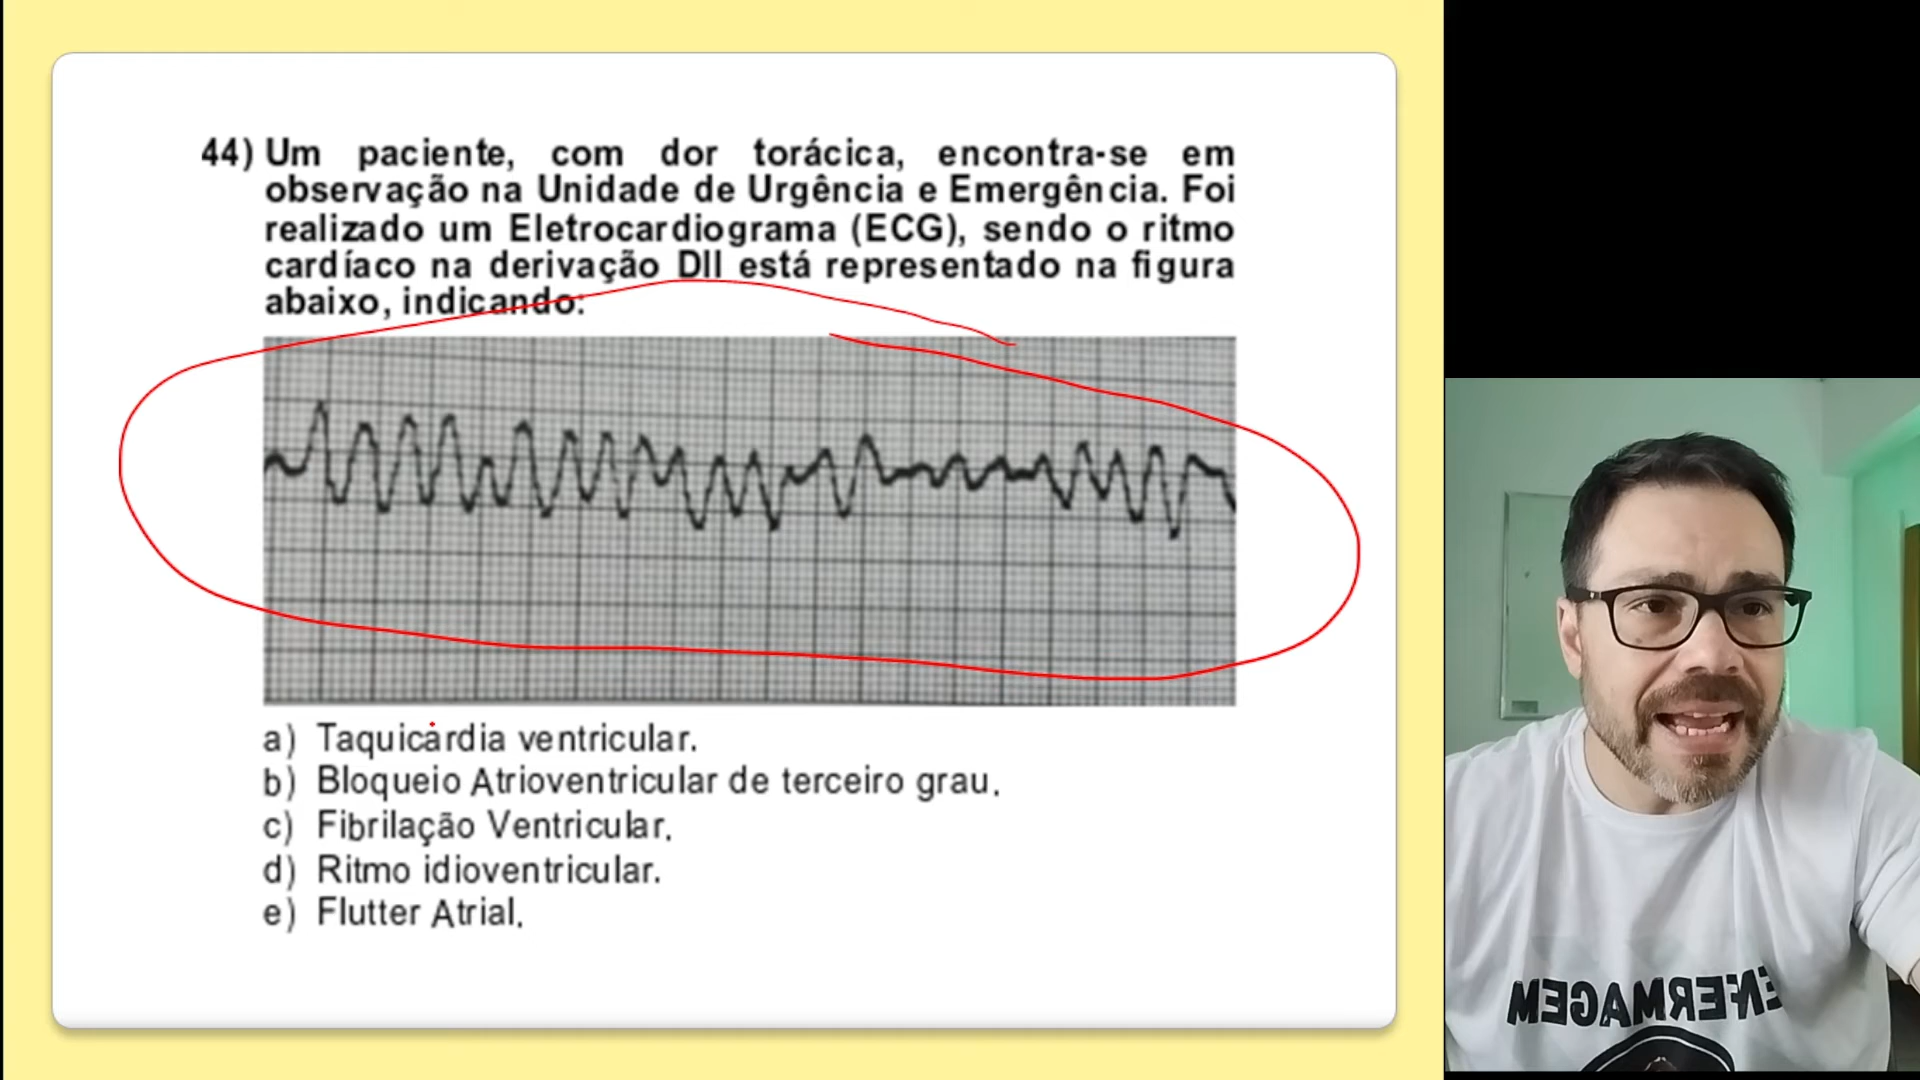 44) Um paciente, com dor torácica, encontra-se em
observação na Unidade de Urgência e Emergência. Foi
realizado um Eletrocardiograma (ECG), sendo o ritmo
cardíaco na derivação DII está representado na figura
abaixo, indicando:
a) Taquicardia ventricular.
b) Bloqueio Atrioventricular de terceiro grau.
c) Fibrilação Ventricular.
d) Ritmo idioventricular.
e) Flutter Atrial.
ENFERMAGEM